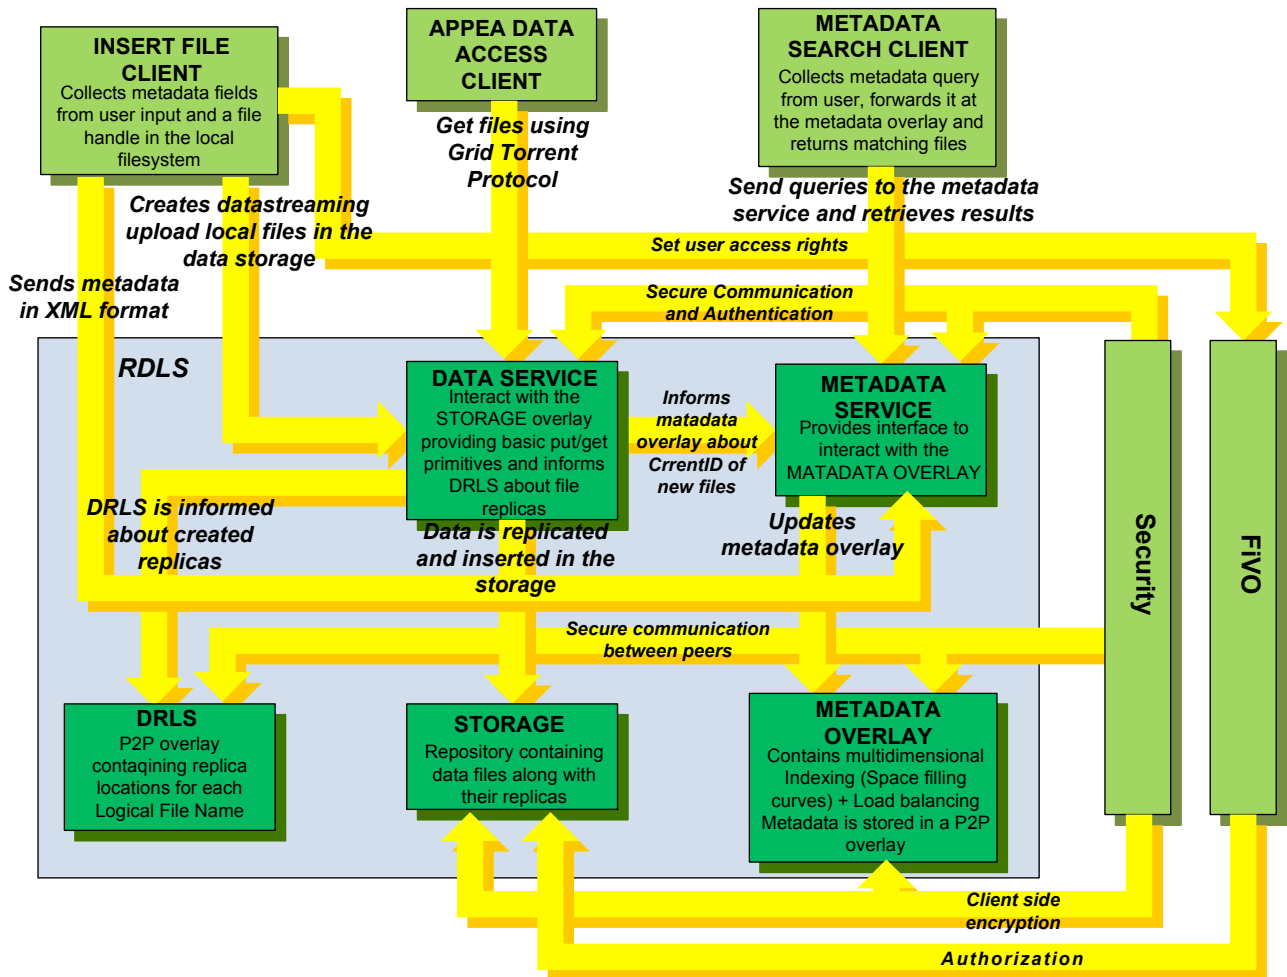 INSERT FILE
CLIENT
Collects metadata fields
from user input and a file
handle in the local
filesystem
APPEA DATA
ACCESS
CLIENT
METADATA
SEARCH CLIENT
Collects metadata query
from user, forwards it at
the metadata overlay and
returns matching files
Get files using
Grid Torrent
Protocol
Creates datastreaming
upload local files in the
data storage
Send queries to the metadata
service and retrieves results
Set user access rights
Sends metadata
in XML format
Secure Communication
and Authentication
RDLS
DATA SERVICE
Interact with the
STORAGE overlay
providing basic put/get
primitives and informs
DRLS about file
replicas
Informs
matadata
overlay about
CrrentID of
new files
METADATA
SERVICE
Provides interface to
interact with the
MATADATA OVERLAY
Security
FiVO
DRLS is informed
about created
replicas
Data is replicated
and inserted in the
storage
Updates
metadata overlay
Secure communication
between peers
DRLS
P2P overlay
contaqining replica
locations for each
Logical File Name
STORAGE
Repository containing
data files along with
their replicas
METADATA
OVERLAY
Contains multidimensional
Indexing (Space filling
curves) + Load balancing
Metadata is stored in a P2P
overlay
Client side
encryption
Authorization